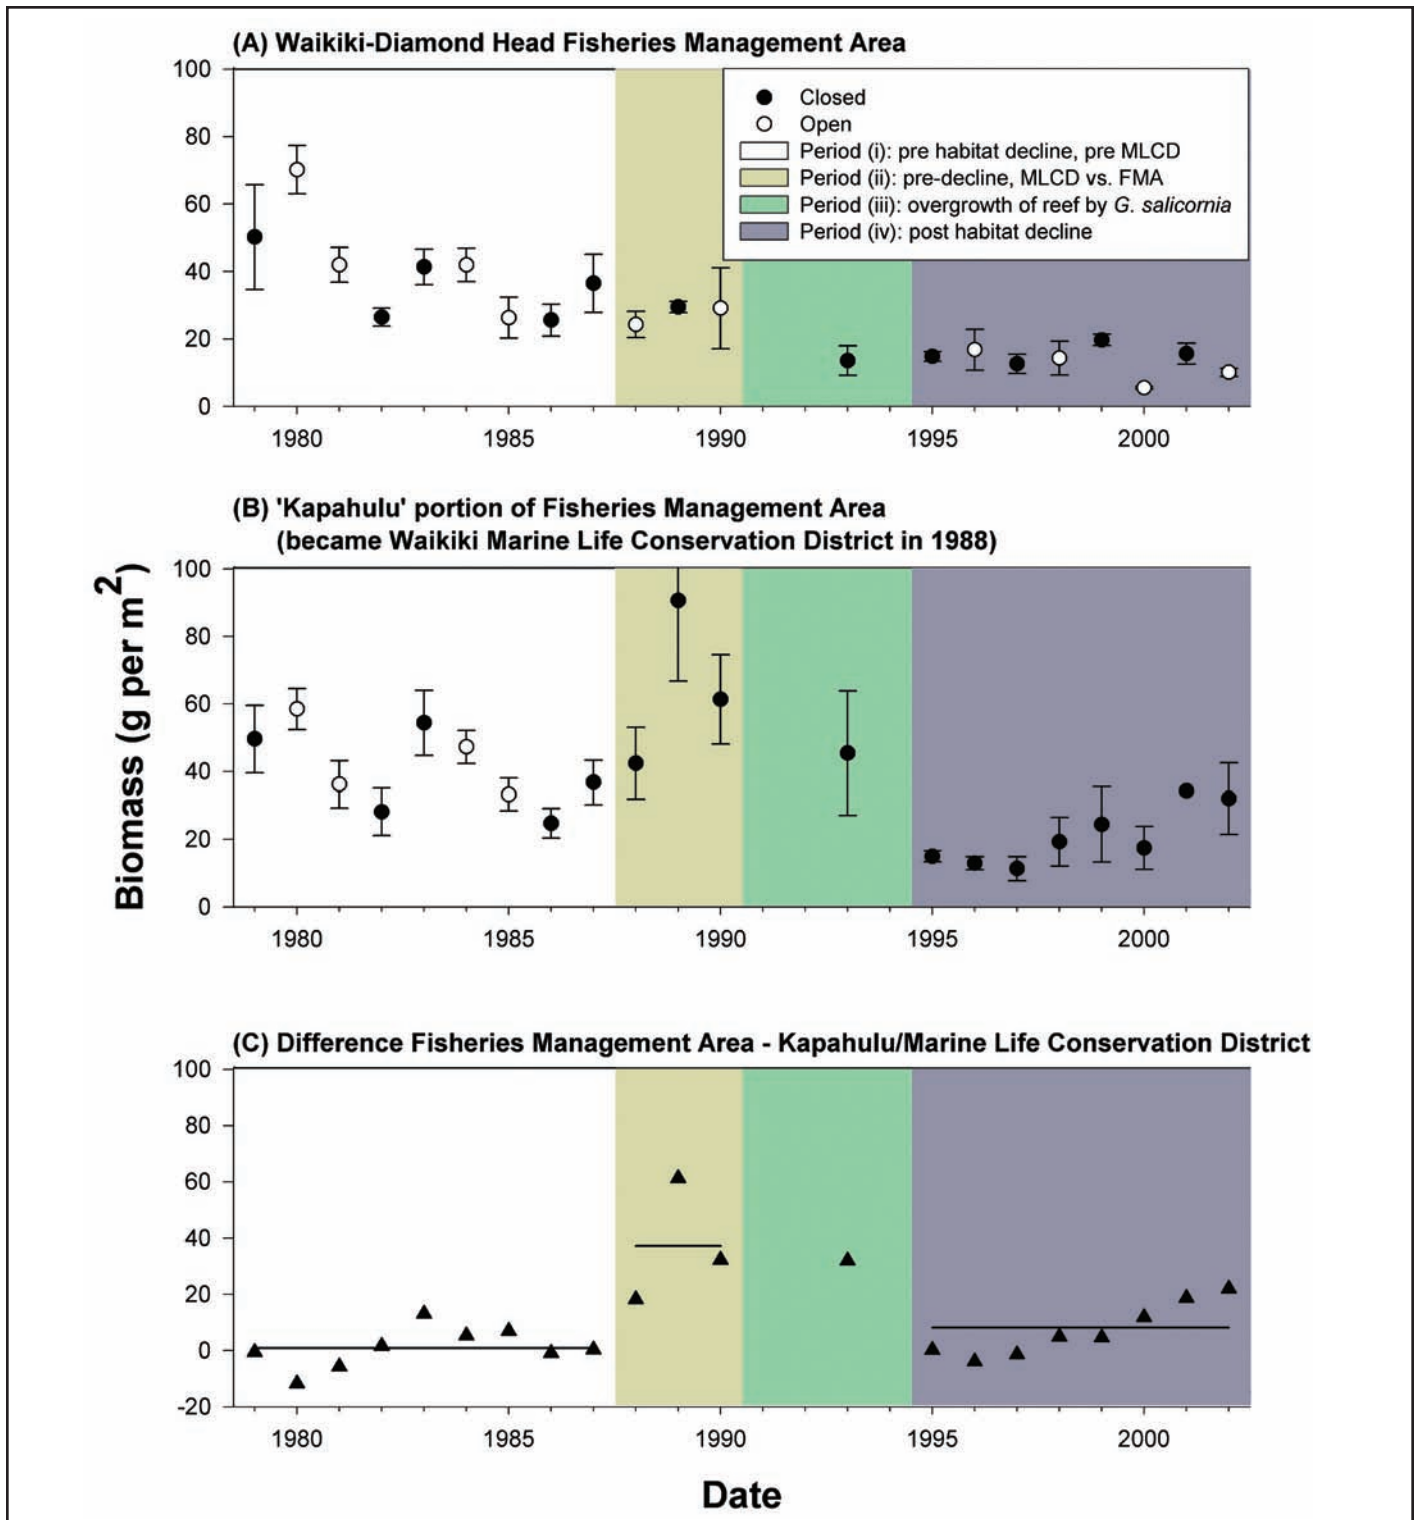 (A) Waikiki-Diamond Head Fisheries Management Area
100
80
60
40
20
0
Closed
Open
Period (i): pre habitat decline, pre MLCD
Period (ii): pre-decline, MLCD vs. FMA
Period (iii): overgrowth of reef by G. salicornia
Period (iv): post habitat decline
1980 1985 1990 1995 2000
(B) 'Kapahulu' portion of Fisheries Management Area
(became Waikiki Marine Life Conservation District in 1988)
Biomass (g per m2)
100
80
60
40
20
0
1980 1985 1990 1995 2000
(C) Difference Fisheries Management Area - Kapahulu/Marine Life Conservation District
100
80
60
40
20
0
-20
1980 1985 1990 1995 2000
Date